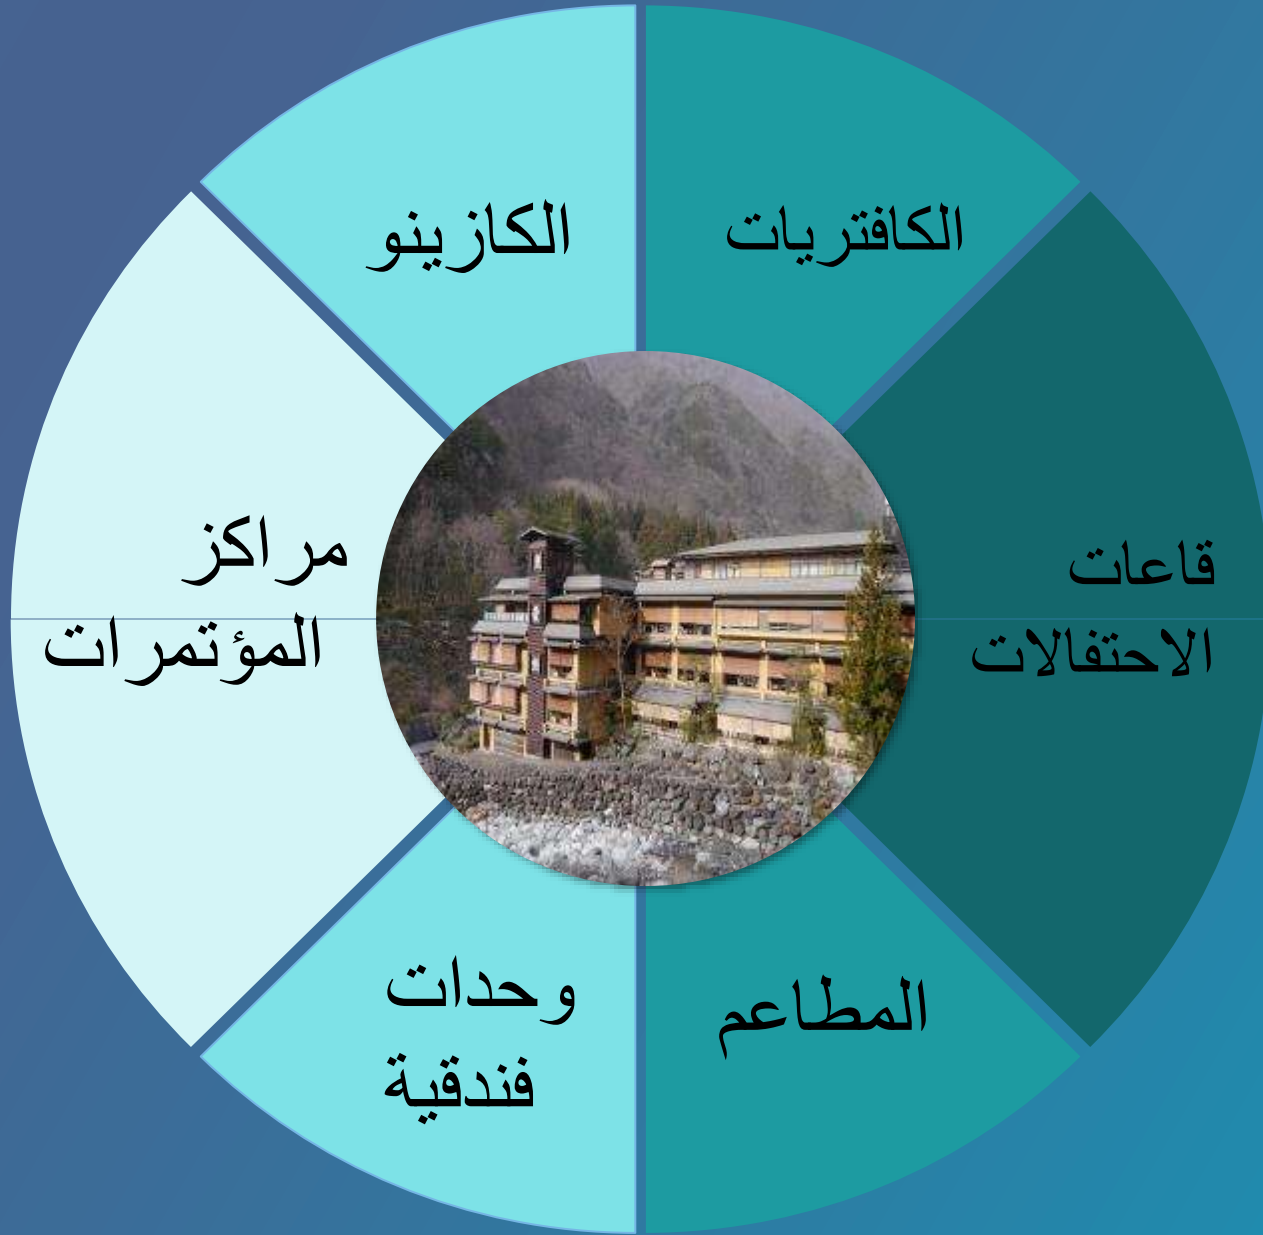 الكافتريات
الكازينو
قاعات
الاحتفالات
مراكز
المؤتمرات
المطاعم
وحدات
فندقية